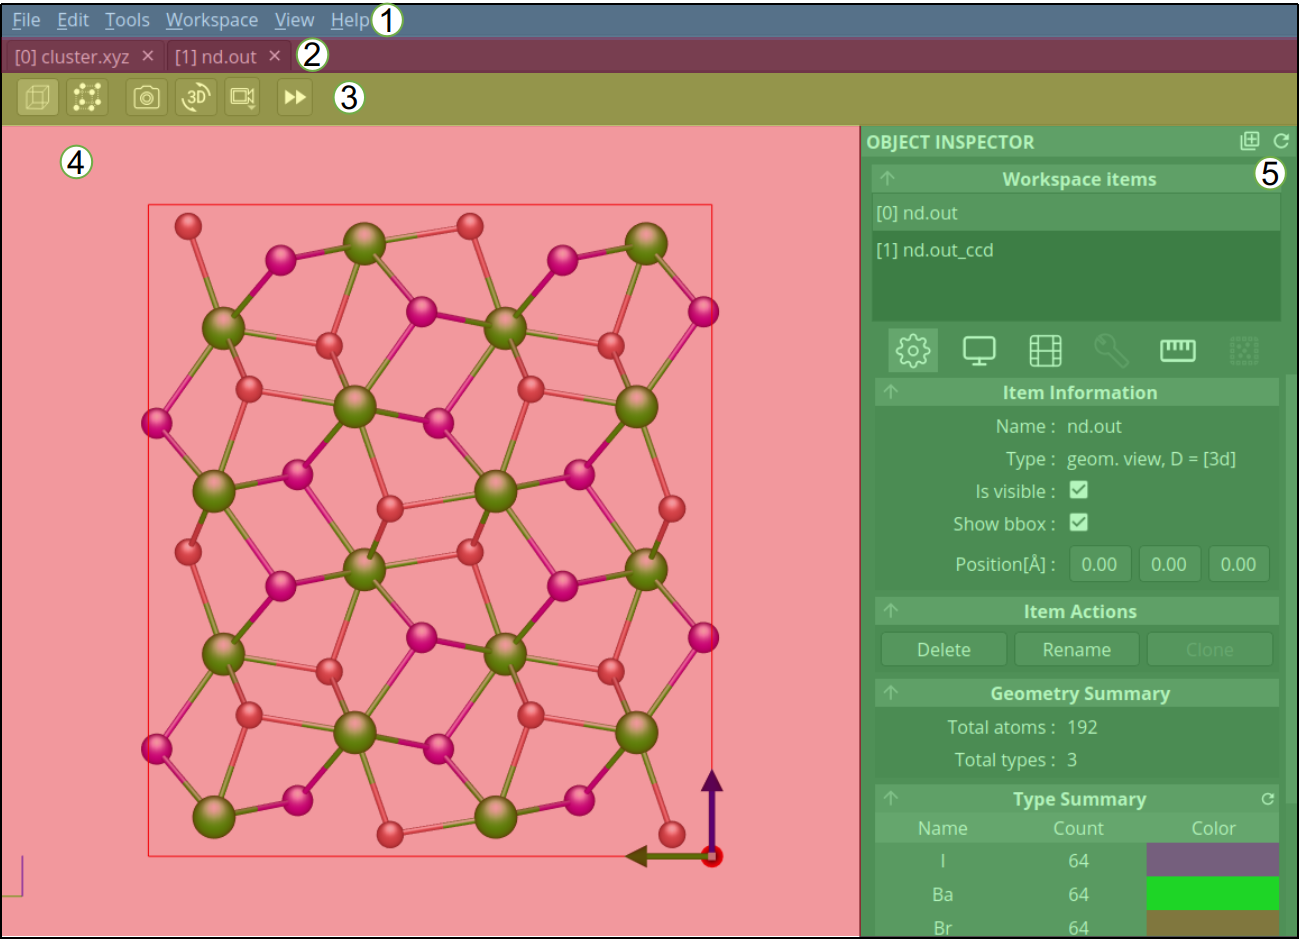 File Edit Tools Workspace View Help 1
[0] cluster.xyz × [1] nd.out × 2
3D 3
4
OBJECT INSPECTOR
5
Workspace items
[0] nd.out
[1] nd.out_ccd
Item Information
Name : nd.out
Type : geom. view, D = [3d]
Is visible :
Show bbox :
Position[Å] : 0.00 0.00 0.00
Item Actions
Delete Rename Clone
Geometry Summary
Total atoms : 192
Total types : 3
Type Summary
Name Count Color
I 64
Ba 64
Br 64